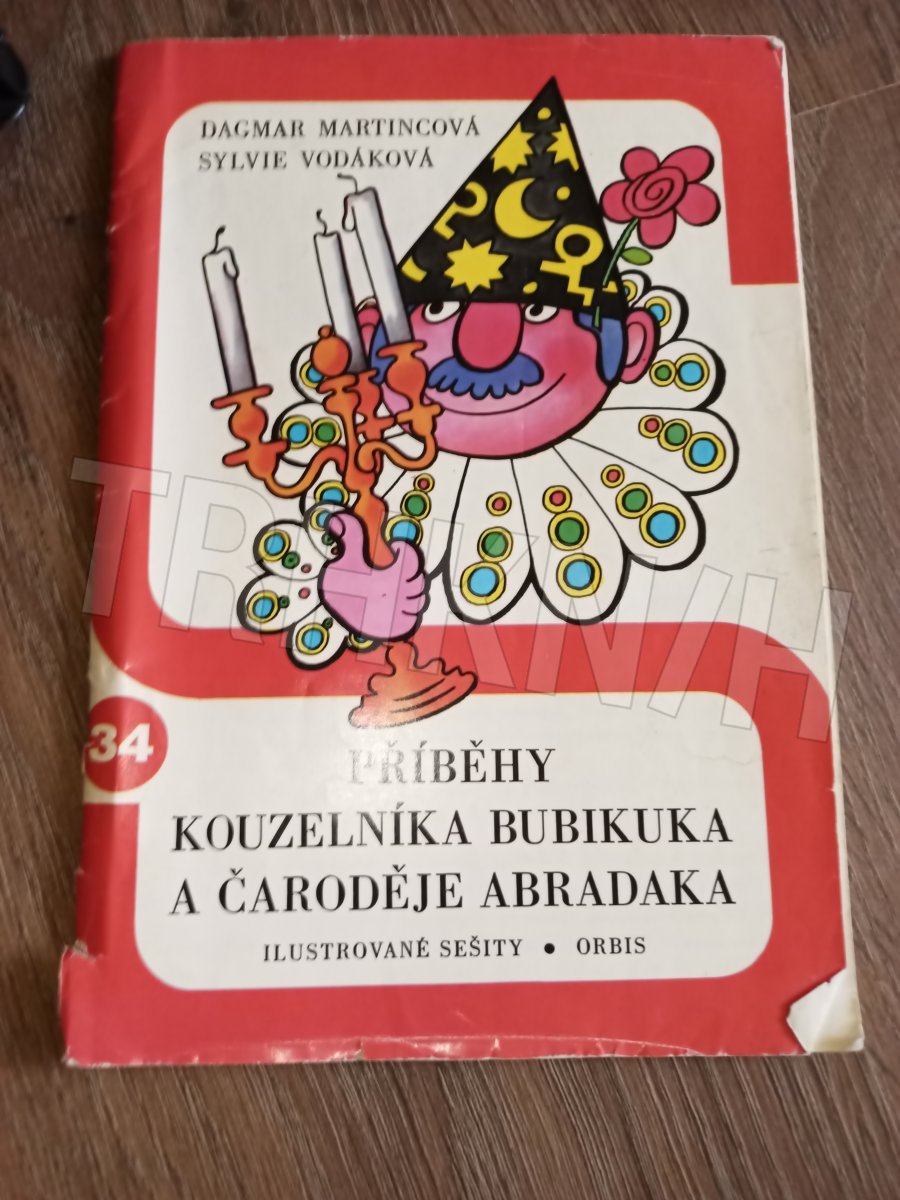 DAGMAR MARTINCOVÁ
SYLVIE VODÁKOVÁ
34
PŘÍBĚHY
KOUZELNÍKA BUBIKUKA
A ČARODĚJE ABRADAKA
ILUSTROVANÉ SEŠITY • ORBIS